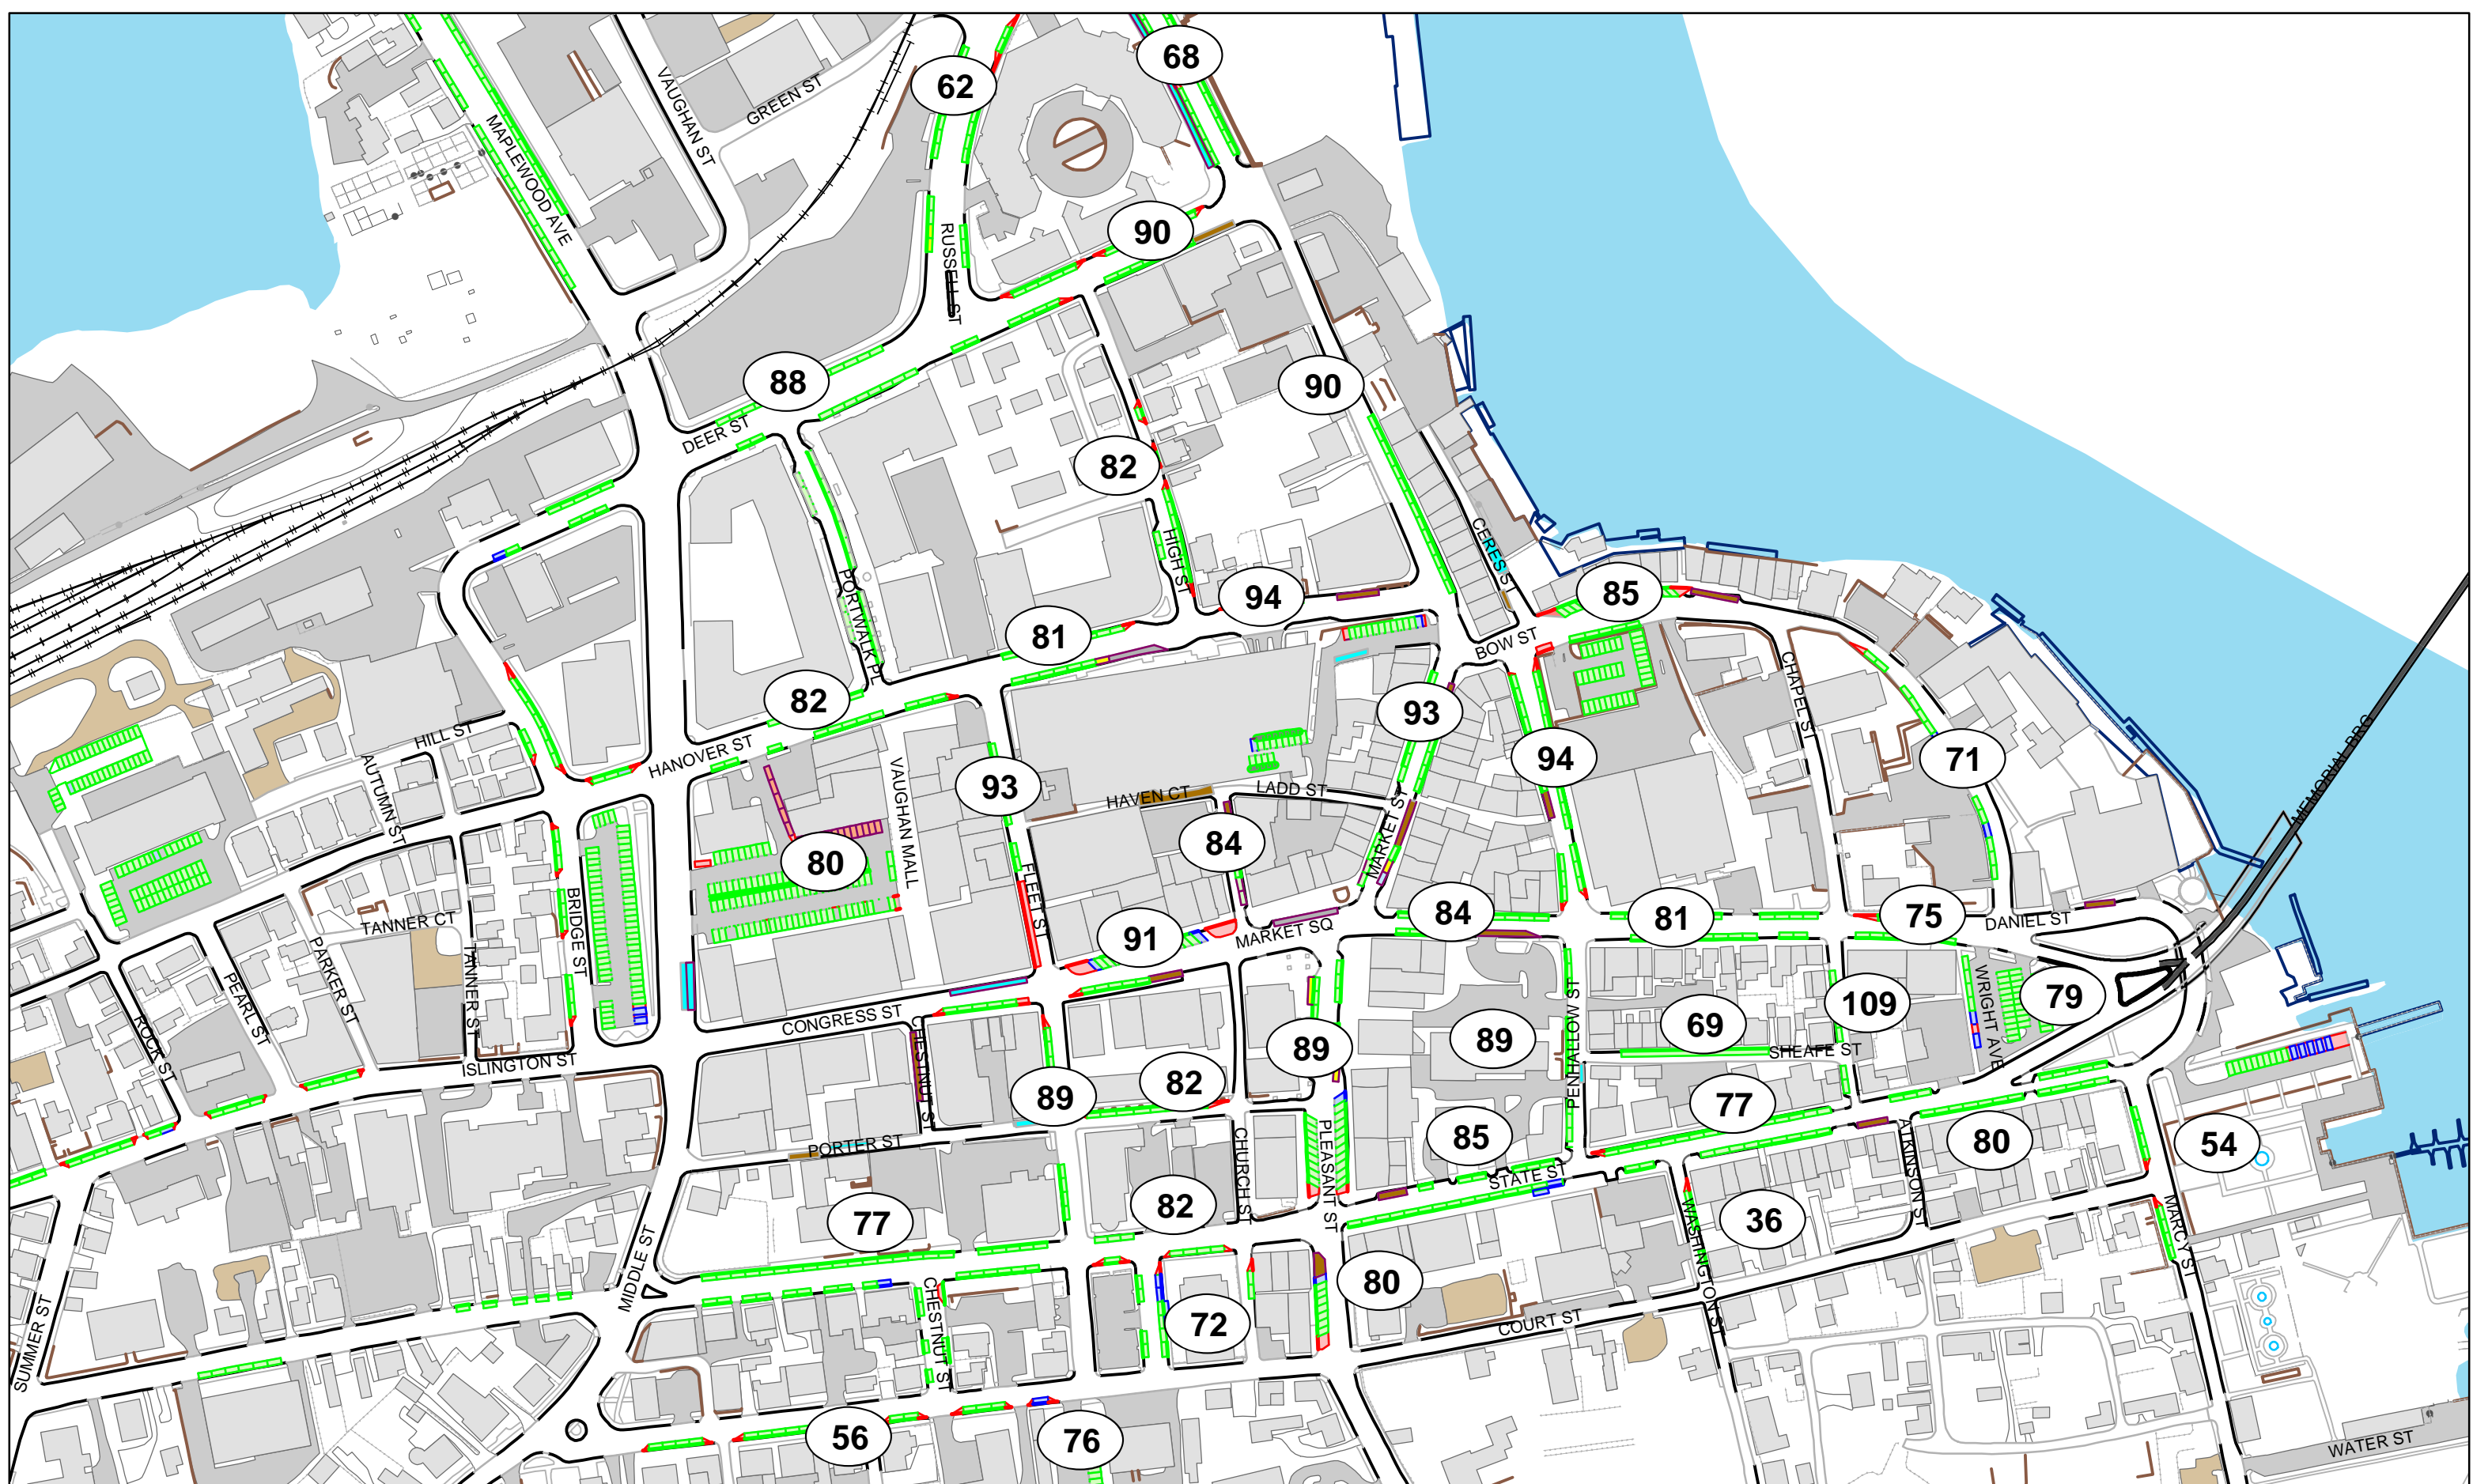 68
62
VAUGHAN ST
GREEN ST
MAPLEWOOD AVE
90
RUSSELL ST
88
90
DEER ST
82
CERES ST
HIGH ST
94
85
PORTWALK PL
81
BOW ST
CHAPEL ST
82
93
HILL ST
HANOVER ST
94
71
MEMORIAL BRG
AUTUMN ST
VAUGHAN MALL
93
HAVEN CT
LADD ST
MARKET ST
80
84
FLEET ST
BRIDGE ST
TANNER CT
84
81
75
DANIEL ST
91
MARKET SQ
PARKER ST
PEARL ST
TANNER ST
PENHALLOW ST
WRIGHT AVE
79
109
69
CONGRESS ST
CHESTNUT ST
89
89
SHEAFE ST
ROCK ST
ISLINGTON ST
89
82
77
PORTER ST
CHURCH ST
PLEASANT ST
85
ATKINSON ST
80
54
STATE ST
82
77
WASHINGTON ST
36
MARCY ST
MIDDLE ST
80
SUMMER ST
CHESTNUT ST
72
COURT ST
56
76
WATER ST